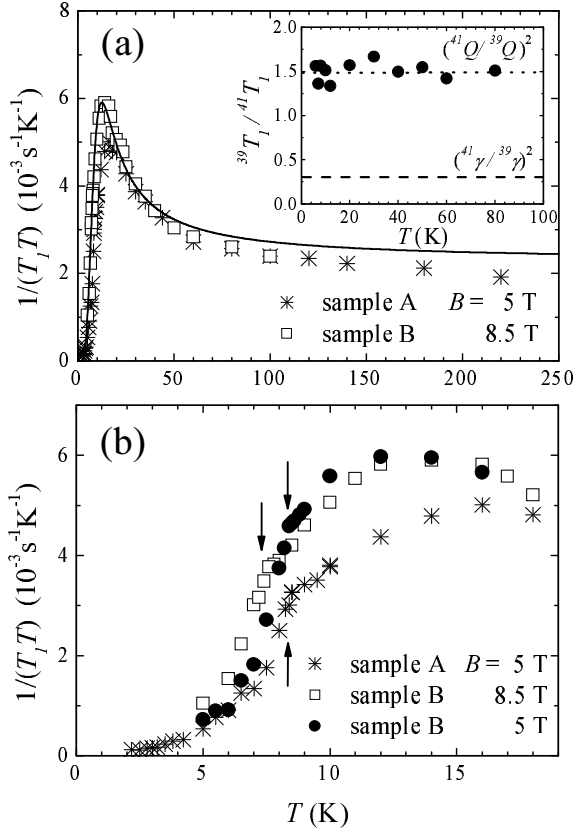 (a)
1/(T₁T) (10⁻³s⁻¹K⁻¹)
8
6
4
2
0
0 50 100 150 200 250
³⁹T₁ / ⁴¹T₁
2.0
1.5
1.0
0.5
0.0
(⁴¹Q/³⁹Q)²
(⁴¹γ/³⁹γ)²
0 20 40 60 80 100
T (K)
sample A B = 5 T
sample B 8.5 T
(b)
1/(T₁T) (10⁻³s⁻¹K⁻¹)
6
4
2
0
sample A B = 5 T
sample B 8.5 T
sample B 5 T
0 5 10 15
T (K)